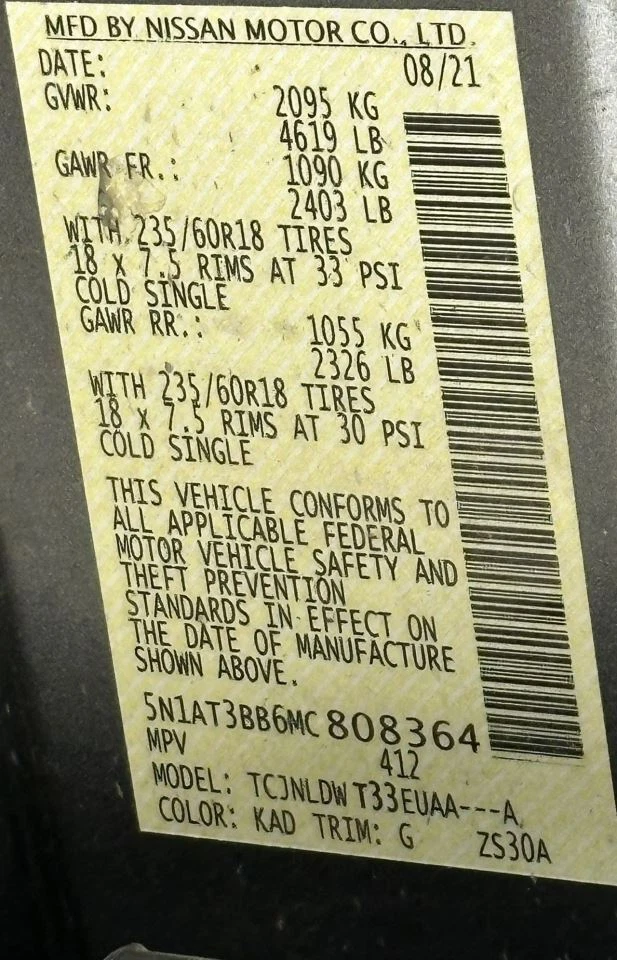 MFD BY NISSAN MOTOR CO., LTD.
DATE: 08/21
GVWR: 2095 KG
4619 LB
GAWR FR.: 1090 KG
2403 LB
WITH 235/60R18 TIRES
18 X 7.5 RIMS AT 33 PSI
COLD SINGLE
GAWR RR.: 1055 KG
2326 LB
WITH 235/60R18 TIRES
18 X 7.5 RIMS AT 30 PSI
COLD SINGLE
THIS VEHICLE CONFORMS TO
ALL APPLICABLE FEDERAL
MOTOR VEHICLE SAFETY AND
THEFT PREVENTION
STANDARDS IN EFFECT ON
THE DATE OF MANUFACTURE
SHOWN ABOVE.
5N1AT3BB6MC808364
MPV 412
MODEL: TCJNLDW T33EUAA---A
COLOR: KAD TRIM: G ZS30A